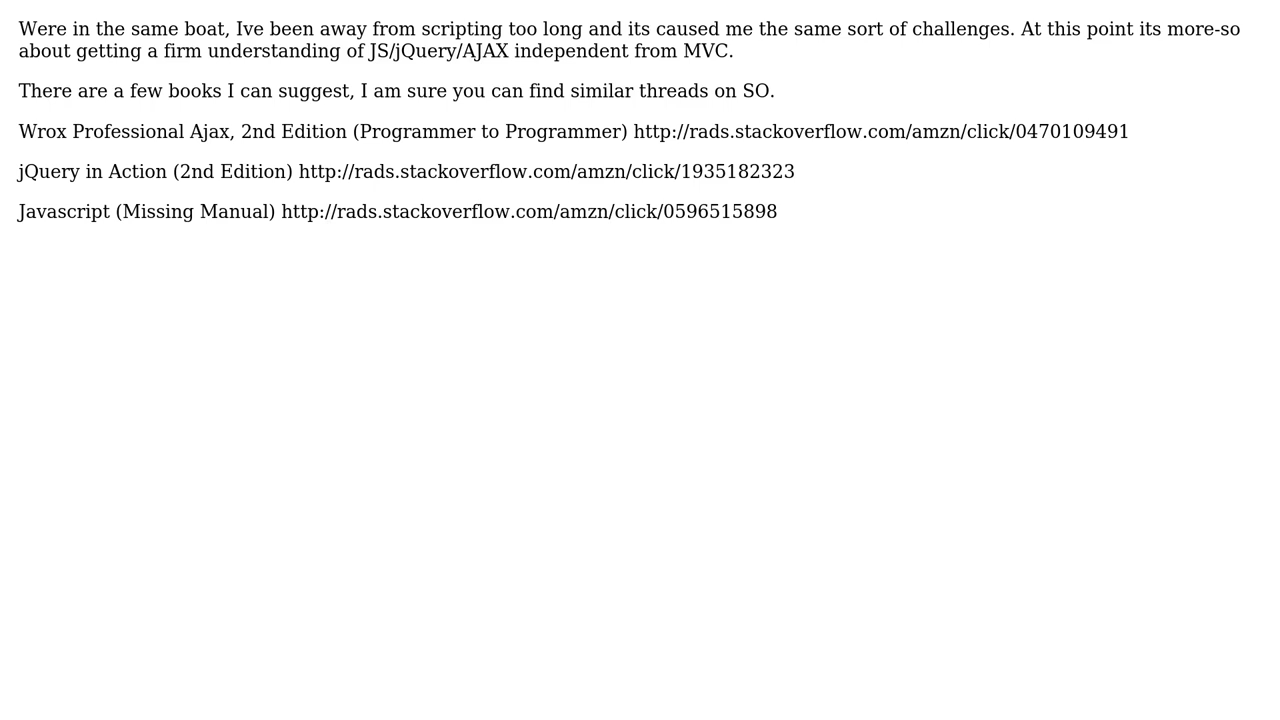 Were in the same boat, Ive been away from scripting too long and its caused me the same sort of challenges. At this point its more-so
about getting a firm understanding of JS/jQuery/AJAX independent from MVC.
There are a few books I can suggest, I am sure you can find similar threads on SO.
Wrox Professional Ajax, 2nd Edition (Programmer to Programmer) http://rads.stackoverflow.com/amzn/click/0470109491
jQuery in Action (2nd Edition) http://rads.stackoverflow.com/amzn/click/1935182323
Javascript (Missing Manual) http://rads.stackoverflow.com/amzn/click/0596515898